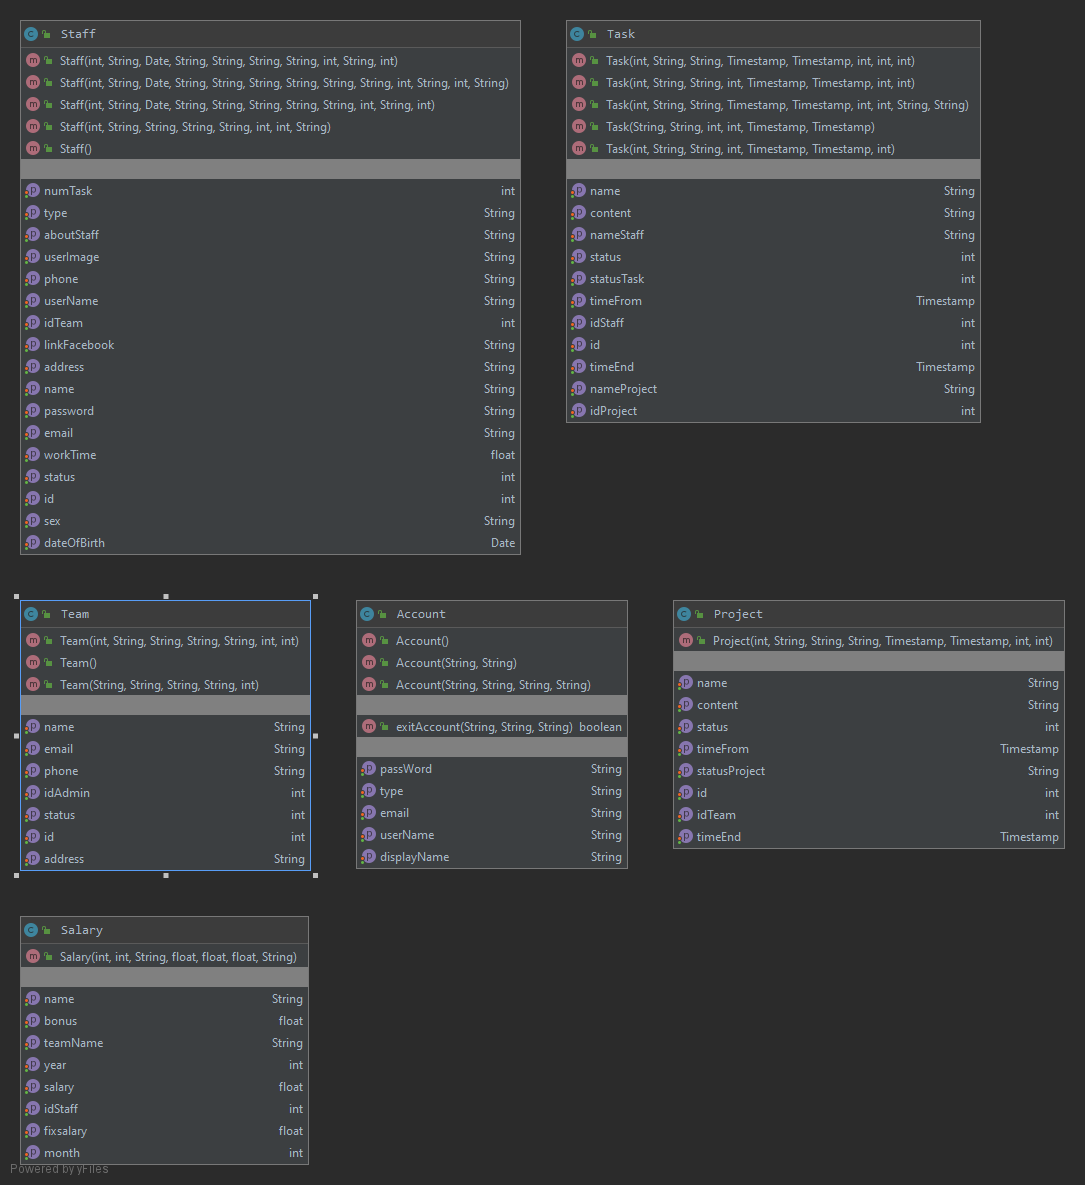 Staff
Staff(int, String, Date, String, String, String, String, int, String, int)
Staff(int, String, Date, String, String, String, String, String, String, int, String, int, String)
Staff(int, String, Date, String, String, String, String, String, int, String, int)
Staff(int, String, String, String, String, int, int, String)
Staff()
numTask int
type String
aboutStaff String
userImage String
phone String
userName String
idTeam int
linkFacebook String
address String
name String
password String
email String
workTime float
status int
id int
sex String
dateOfBirth Date
Task
Task(int, String, String, Timestamp, Timestamp, int, int, int)
Task(int, String, String, int, Timestamp, Timestamp, int, int)
Task(int, String, String, Timestamp, Timestamp, int, int, String, String)
Task(String, String, int, int, Timestamp, Timestamp)
Task(int, String, String, int, Timestamp, Timestamp, int)
name String
content String
nameStaff String
status int
statusTask int
timeFrom Timestamp
idStaff int
id int
timeEnd Timestamp
nameProject String
idProject int
Team
Team(int, String, String, String, String, int, int)
Team()
Team(String, String, String, String, int)
name String
email String
phone String
idAdmin int
status int
id int
address String
Account
Account()
Account(String, String)
Account(String, String, String, String)
exitAccount(String, String, String) boolean
passWord String
type String
email String
userName String
displayName String
Project
Project(int, String, String, String, Timestamp, Timestamp, int, int)
name String
content String
status int
timeFrom Timestamp
statusProject String
id int
idTeam int
timeEnd Timestamp
Salary
Salary(int, int, String, float, float, float, String)
name String
bonus float
teamName String
year int
salary float
idStaff int
fixsalary float
month int
Powered by yFiles